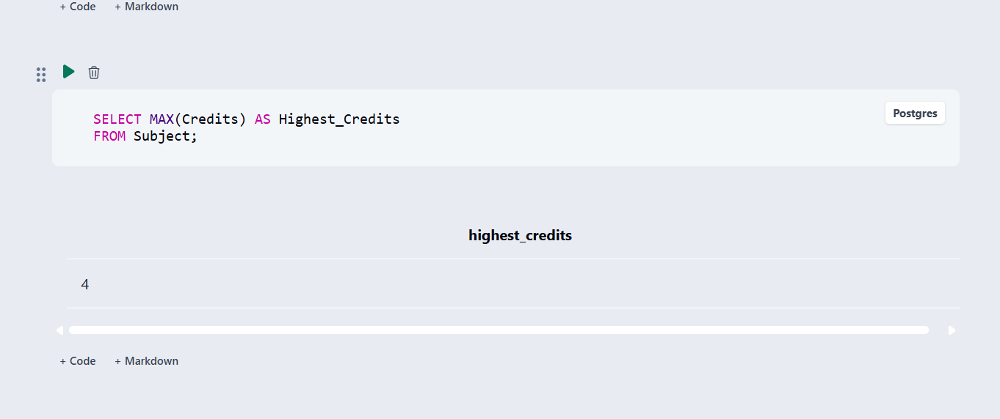 + Code + Markdown
SELECT MAX(Credits) AS Highest_Credits
FROM Subject;
Postgres
highest_credits
4
+ Code + Markdown